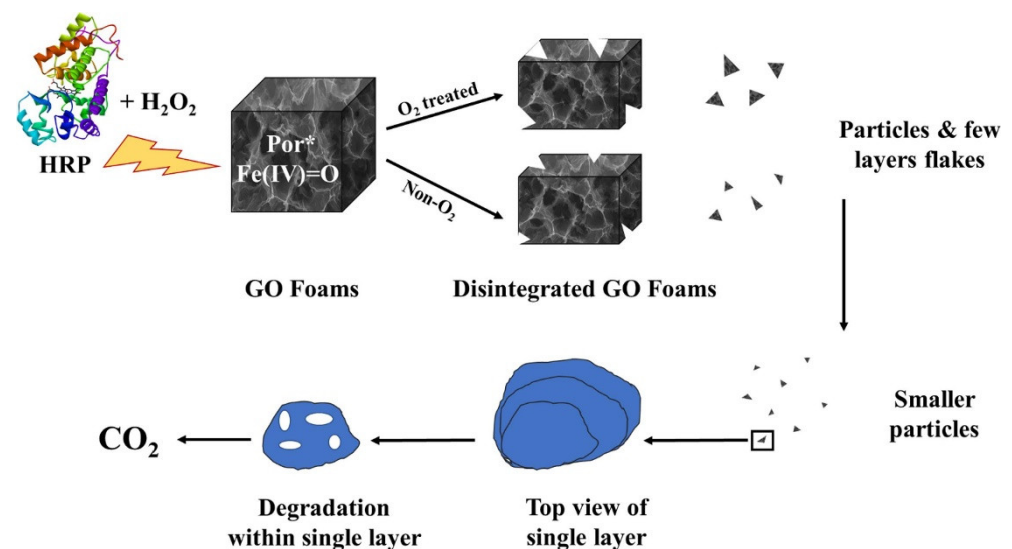 + H₂O₂
HRP
Por*
Fe(IV)=O
O₂ treated
Non-O₂
GO Foams
Disintegrated GO Foams
Particles & few
layers flakes
Smaller
particles
Top view of
single layer
Degradation
within single layer
CO₂